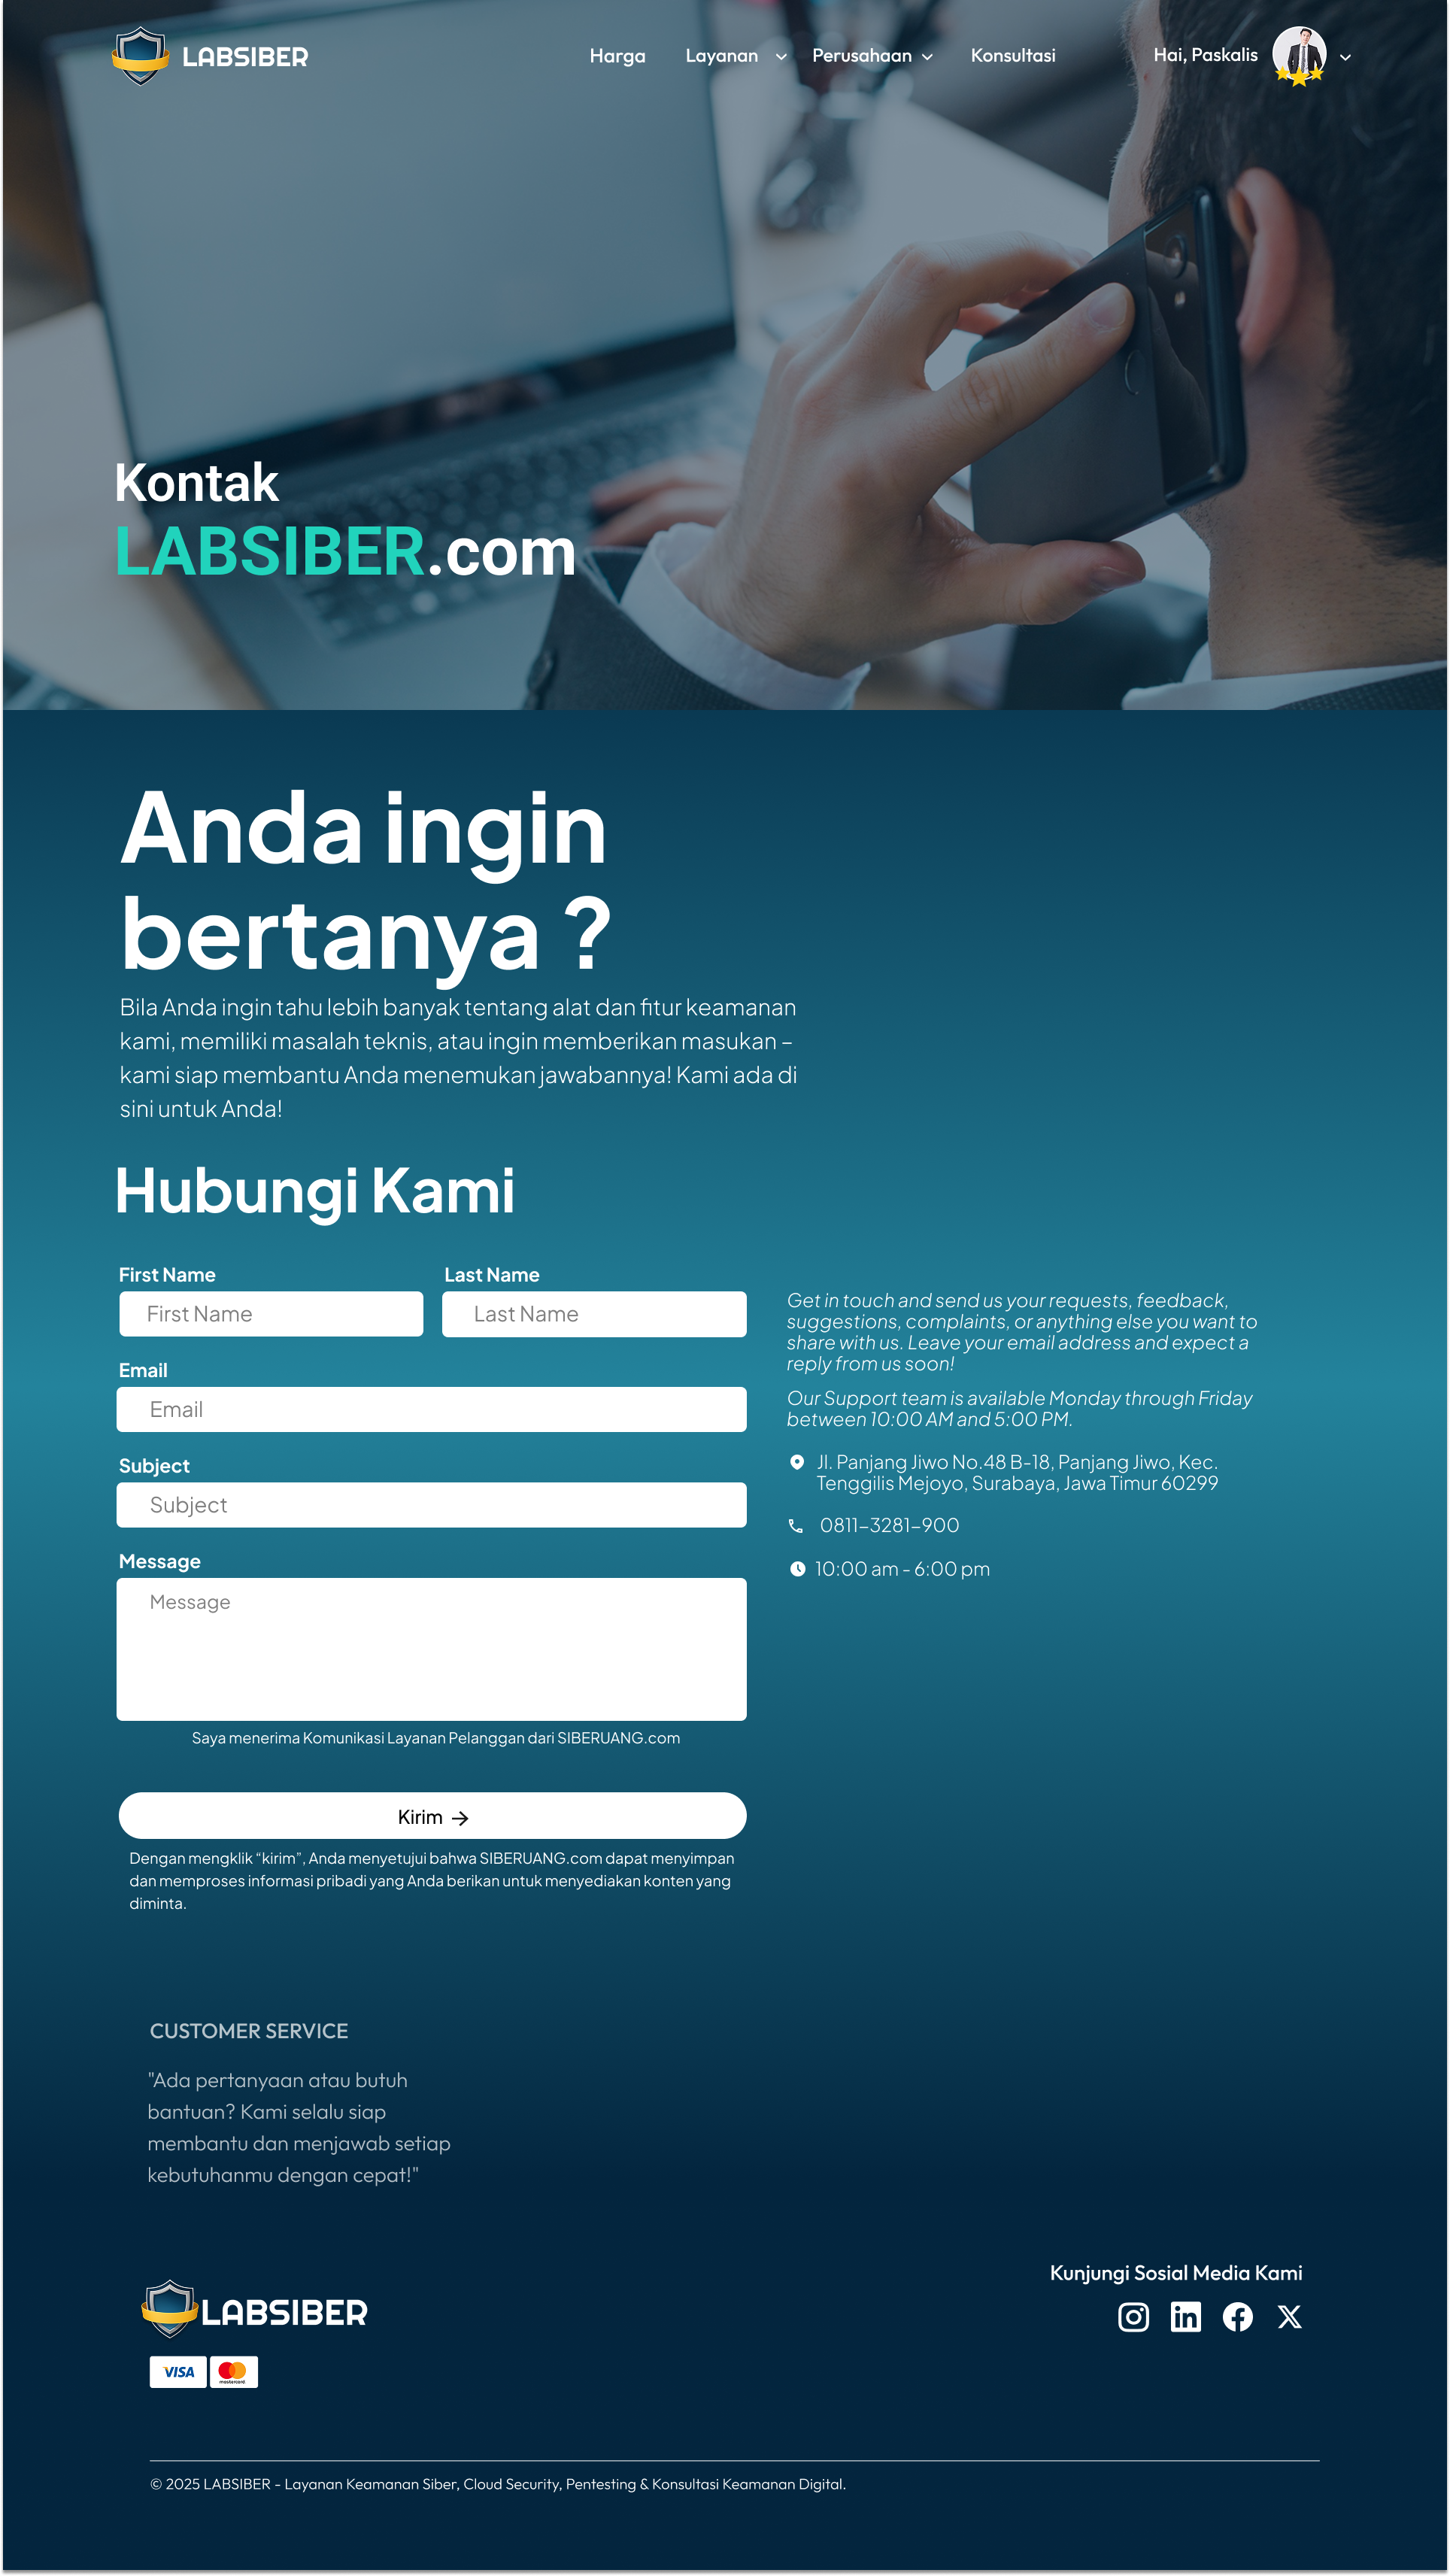 LABSIBER
Harga
Layanan
Perusahaan
Konsultasi
Hai, Paskalis
Kontak
LABSIBER.com
Anda ingin
bertanya ?
Bila Anda ingin tahu lebih banyak tentang alat dan fitur keamanan
kami, memiliki masalah teknis, atau ingin memberikan masukan –
kami siap membantu Anda menemukan jawabannya! Kami ada di
sini untuk Anda!
Hubungi Kami
First Name
Last Name
First Name
Last Name
Email
Email
Subject
Subject
Message
Message
Saya menerima Komunikasi Layanan Pelanggan dari SIBERUANG.com
Kirim →
Dengan mengklik “kirim”, Anda menyetujui bahwa SIBERUANG.com dapat menyimpan
dan memproses informasi pribadi yang Anda berikan untuk menyediakan konten yang
diminta.
Get in touch and send us your requests, feedback,
suggestions, complaints, or anything else you want to
share with us. Leave your email address and expect a
reply from us soon!
Our Support team is available Monday through Friday
between 10:00 AM and 5:00 PM.
Jl. Panjang Jiwo No.48 B-18, Panjang Jiwo, Kec.
Tenggilis Mejoyo, Surabaya, Jawa Timur 60299
0811–3281–900
10:00 am - 6:00 pm
CUSTOMER SERVICE
"Ada pertanyaan atau butuh
bantuan? Kami selalu siap
membantu dan menjawab setiap
kebutuhanmu dengan cepat!"
LABSIBER
VISA
mastercard
Kunjungi Sosial Media Kami
© 2025 LABSIBER - Layanan Keamanan Siber, Cloud Security, Pentesting & Konsultasi Keamanan Digital.